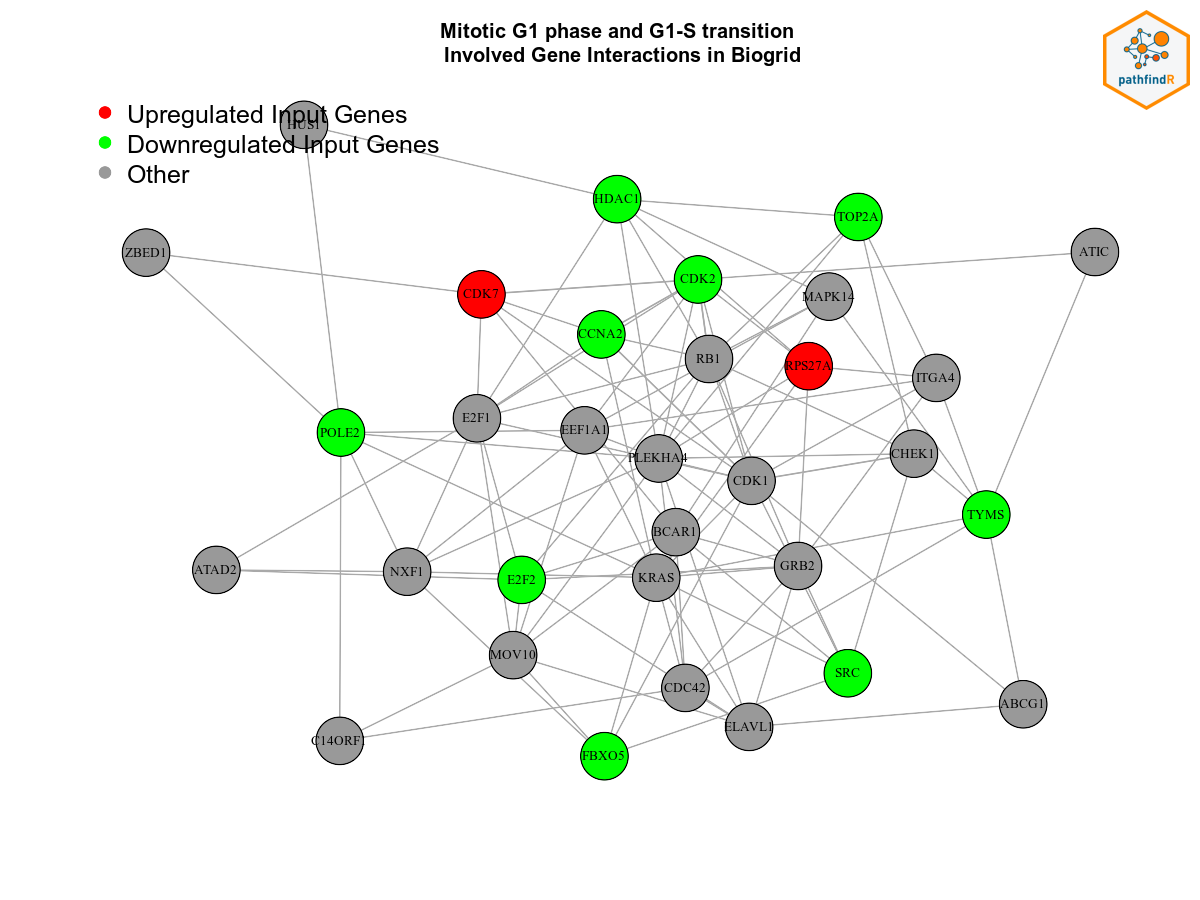 Mitotic G1 phase and G1-S transition
Involved Gene Interactions in Biogrid
pathfindR
Upregulated Input Genes
HUS1
Downregulated Input Genes
Other
HDAC1
TOP2A
ZBED1
ATIC
CDK2
CDK7
MAPK14
CCNA2
RB1
RPS27A
ITGA4
E2F1
EEF1A1
POLE2
PLEKHA4
CHEK1
CDK1
TYMS
BCAR1
GRB2
ATAD2
NXF1
E2F2
KRAS
MOV10
SRC
CDC42
ABCG1
ELAVL1
C14ORF1
FBXO5